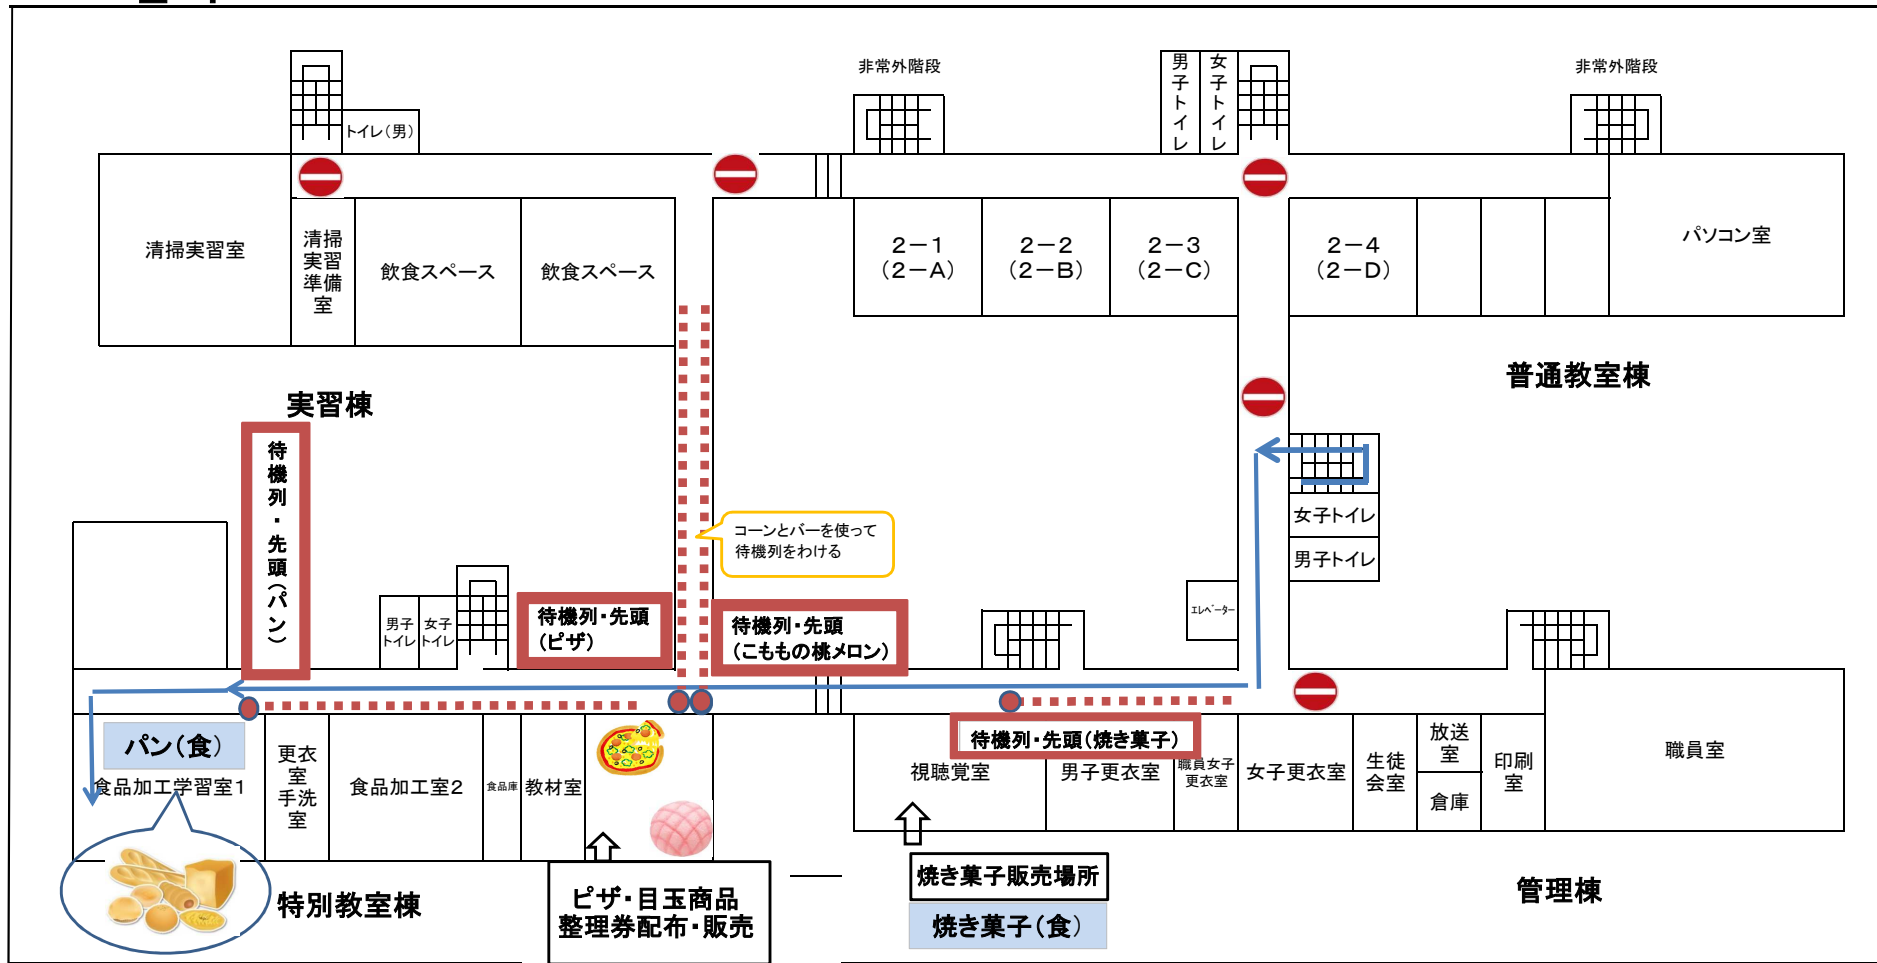 非常外階段
男子トイレ
女子トイレ
非常外階段
トイレ(男)
清掃実習室
清掃
実習
準備
室
飲食スペース
飲食スペース
2-1
(2-A)
2-2
(2-B)
2-3
(2-C)
2-4
(2-D)
パソコン室
実習棟
普通教室棟
待機列・先頭(パン)
コーンとバーを使って
待機列をわける
女子トイレ
男子トイレ
エレベーター
男子
トイレ
女子
トイレ
待機列・先頭
(ピザ)
待機列・先頭
(こももの桃メロン)
パン(食)
食品加工学習室1
更衣
室
手洗
室
食品加工室2
食品庫
教材室
待機列・先頭(焼き菓子)
視聴覚室
男子更衣室
職員女子
更衣室
女子更衣室
生徒
会室
放送
室
倉庫
印刷
室
職員室
特別教室棟
ピザ・目玉商品
整理券配布・販売
焼き菓子販売場所
焼き菓子(食)
管理棟